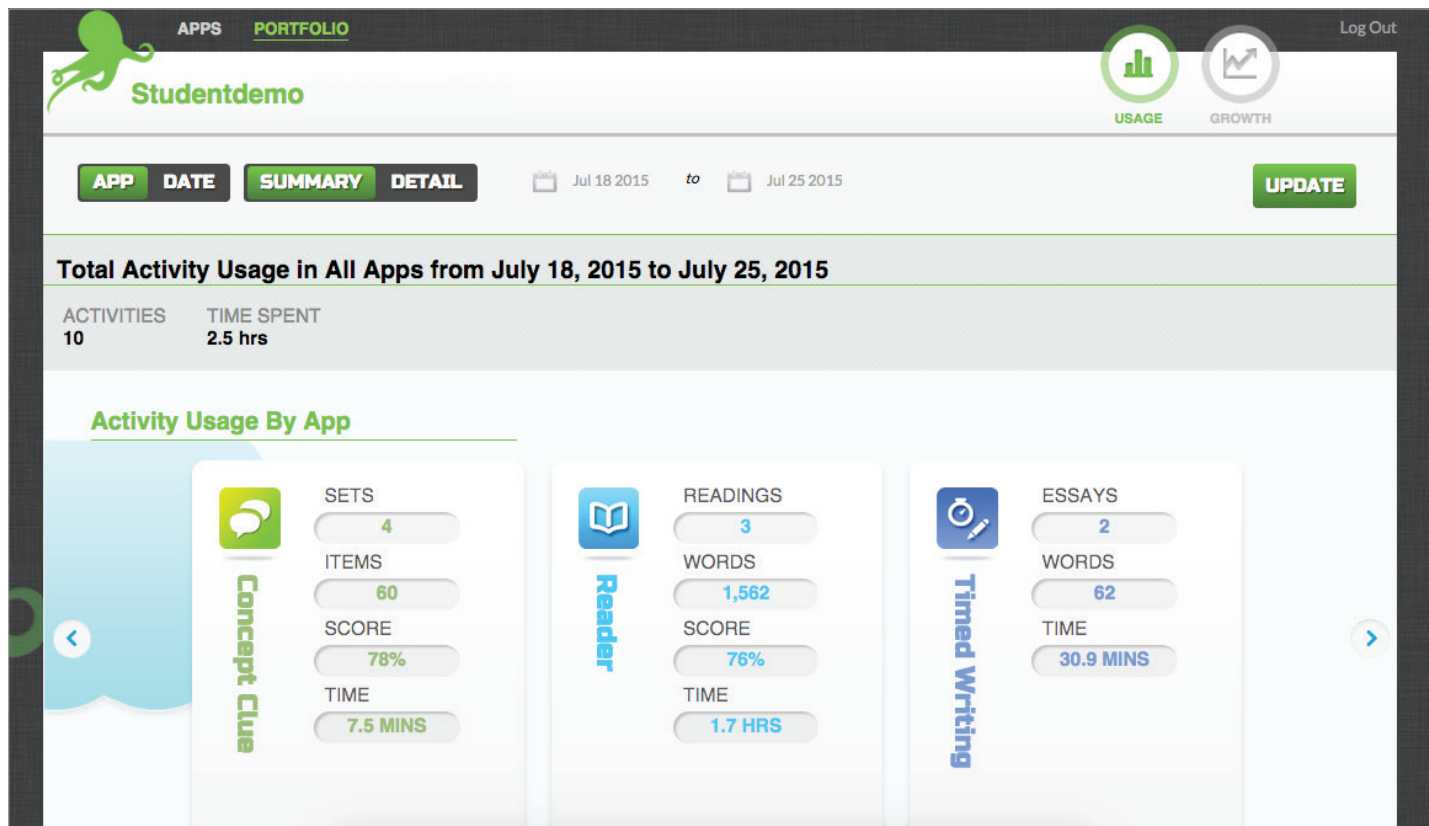 APPS PORTFOLIO Log Out
Studentdemo
USAGE GROWTH
APP DATE SUMMARY DETAIL Jul 18 2015 to Jul 25 2015 UPDATE
Total Activity Usage in All Apps from July 18, 2015 to July 25, 2015
ACTIVITIES TIME SPENT
10 2.5 hrs
Activity Usage By App
Concept Clue
SETS
4
ITEMS
60
SCORE
78%
TIME
7.5 MINS
Reader
READINGS
3
WORDS
1,562
SCORE
76%
TIME
1.7 HRS
Timed Writing
ESSAYS
2
WORDS
62
TIME
30.9 MINS